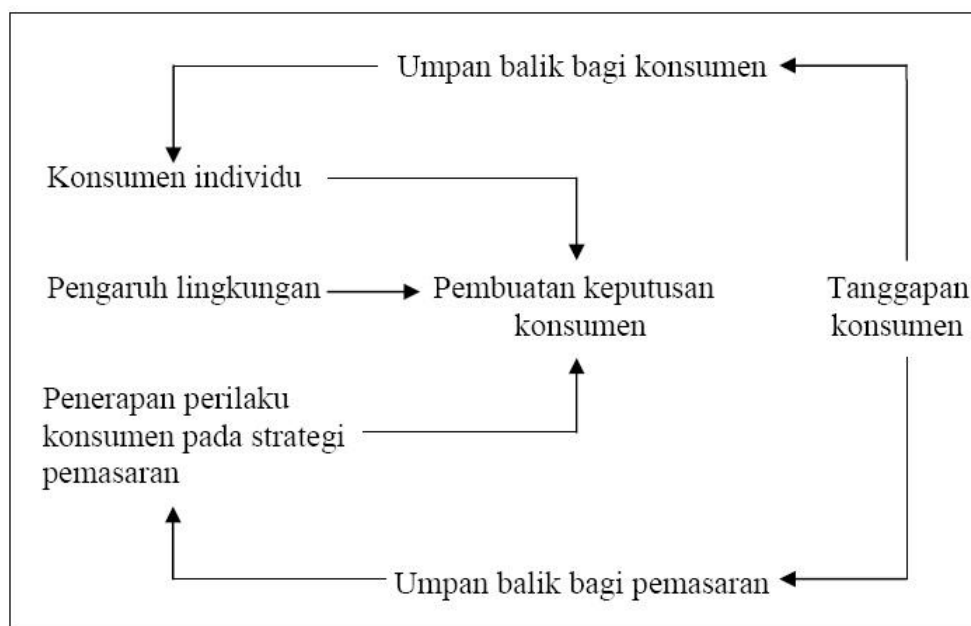 Umpan balik bagi konsumen
Konsumen individu
Pengaruh lingkungan
Pembuatan keputusan
konsumen
Tanggapan
konsumen
Penerapan perilaku
konsumen pada strategi
pemasaran
Umpan balik bagi pemasaran